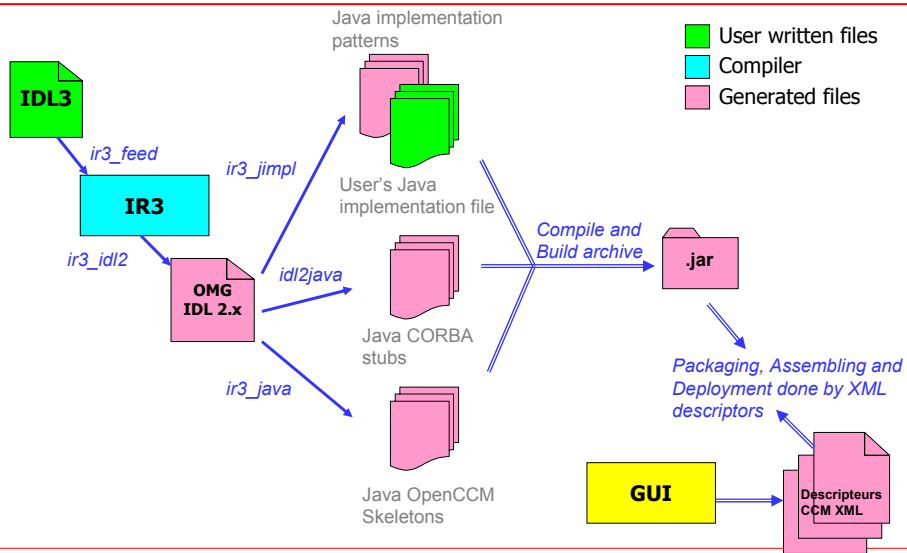 Java implementation
patterns
User written files
Compiler
Generated files
IDL3
ir3_feed
ir3_jimpl
IR3
User's Java
implementation file
ir3_idl2
OMG
IDL 2.x
idl2java
Compile and
Build archive
.jar
Java CORBA
stubs
ir3_java
Packaging, Assembling and
Deployment done by XML
descriptors
Java OpenCCM
Skeletons
GUI
Descripteurs
CCM XML